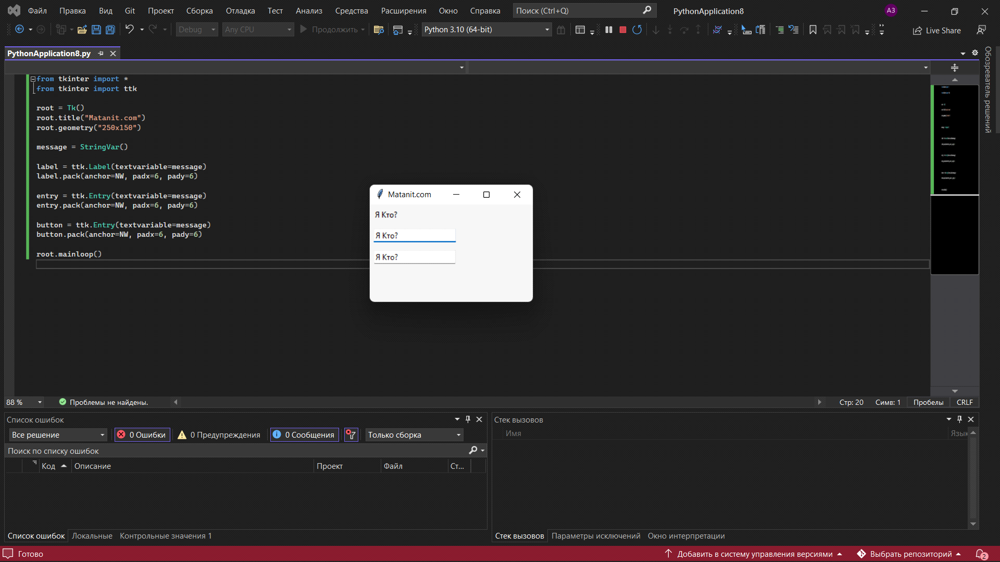 Файл Правка Вид Git Проект Сборка Отладка Тест Анализ Средства Расширения Окно Справка Поиск (Ctrl+Q) PythonApplication8 АЗ
Debug Any CPU Продолжить Python 3.10 (64-bit) Live Share
PythonApplication8.py
Обозреватель решений
from tkinter import *
from tkinter import ttk
root = Tk()
root.title("Matanit.com")
root.geometry("250x150")
message = StringVar()
label = ttk.Label(textvariable=message)
label.pack(anchor=NW, padx=6, pady=6)
entry = ttk.Entry(textvariable=message)
entry.pack(anchor=NW, padx=6, pady=6)
button = ttk.Entry(textvariable=message)
button.pack(anchor=NW, padx=6, pady=6)
root.mainloop()
Matanit.com
Я Кто?
Я Кто?
Я Кто?
88 % Проблемы не найдены. Стр: 20 Симв: 1 Пробелы CRLF
Список ошибок
Все решение 0 Ошибки 0 Предупреждения 0 Сообщения Только сборка
Поиск по списку ошибок
Код Описание Проект Файл Ст...
Список ошибок Локальные Контрольные значения 1
Стек вызовов
Имя Язык
Стек вызовов Параметры исключений Окно интерпретации
Готово Добавить в систему управления версиями Выбрать репозиторий 2